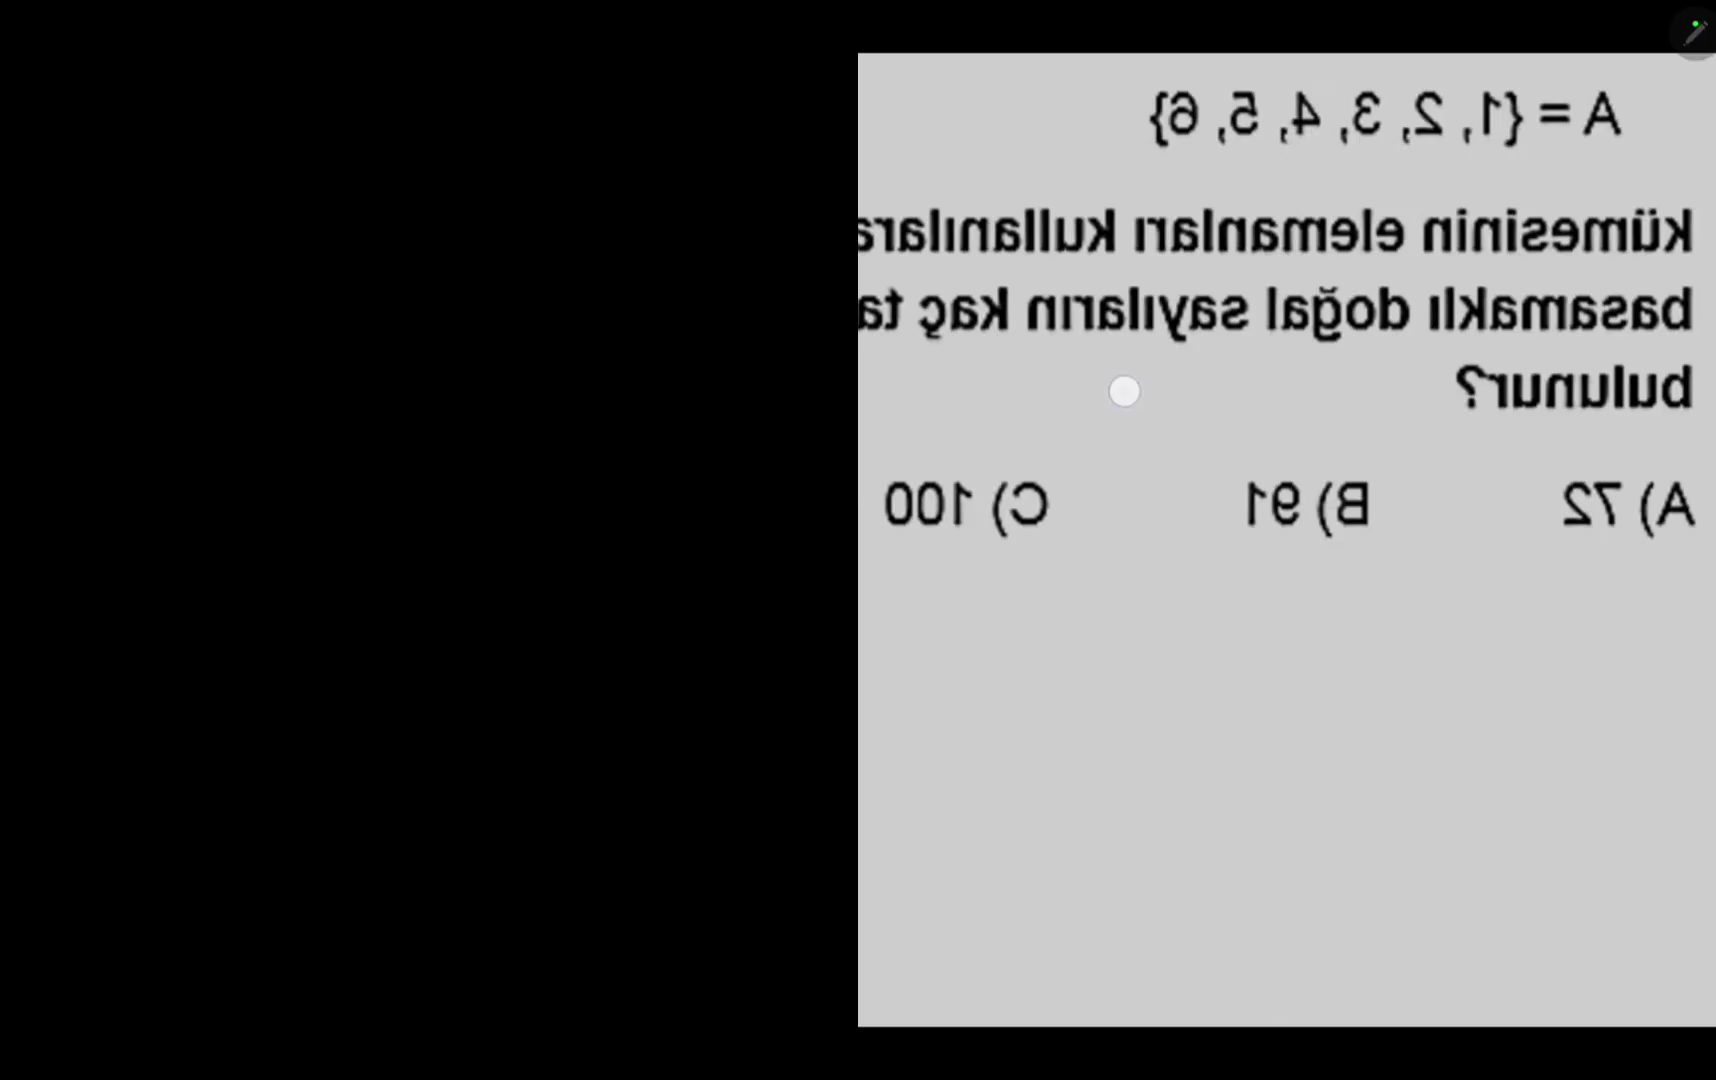 A = {1, 2, 3, 4, 5, 6}
kümesinin elemanları kullanılara
basamaklı doğal sayıların kaç ta
bulunur?
A) 72 B) 91 C) 100